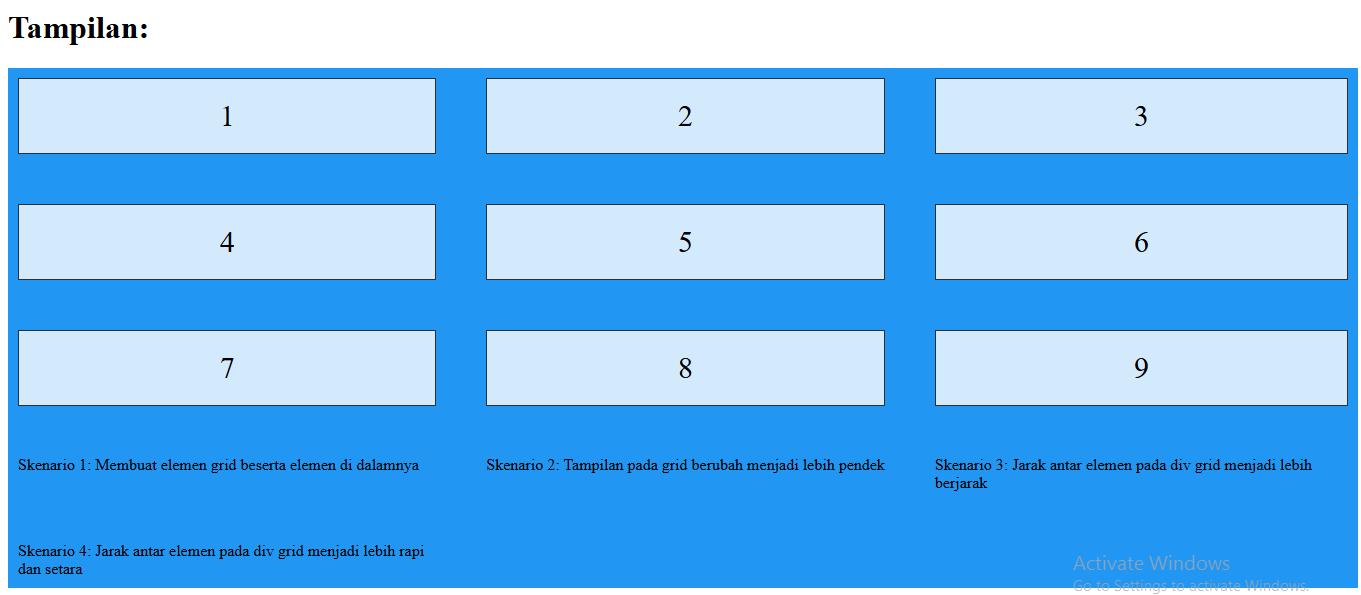 Tampilan:
1
2
3
4
5
6
7
8
9
Skenario 1: Membuat elemen grid beserta elemen di dalamnya
Skenario 2: Tampilan pada grid berubah menjadi lebih pendek
Skenario 3: Jarak antar elemen pada div grid menjadi lebih
berjarak
Skenario 4: Jarak antar elemen pada div grid menjadi lebih rapi
dan setara
Activate Windows
Go to Settings to activate Windows.